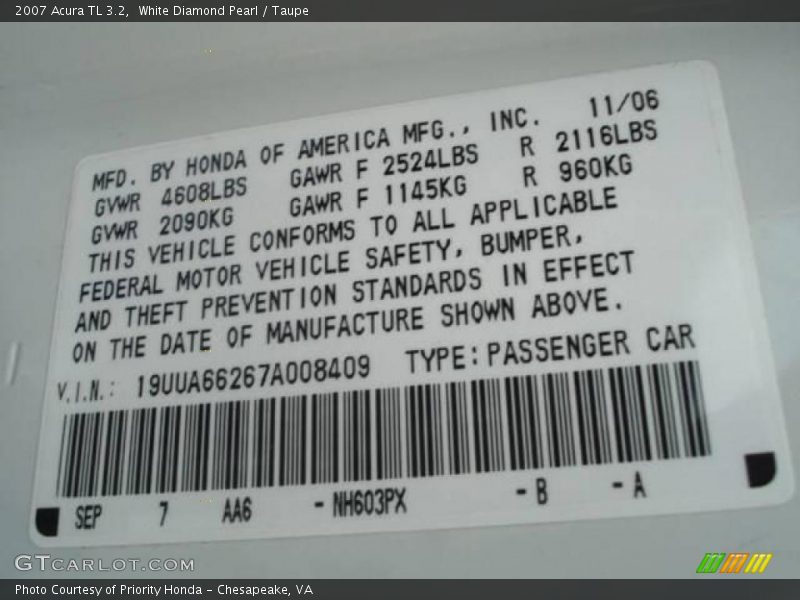 2007 Acura TL 3.2,  White Diamond Pearl / Taupe
MFD. BY HONDA OF AMERICA MFG., INC. 11/06
GVWR 4608LBS GAWR F 2524LBS R 2116LBS
GVWR 2090KG GAWR F 1145KG R 960KG
THIS VEHICLE CONFORMS TO ALL APPLICABLE
FEDERAL MOTOR VEHICLE SAFETY, BUMPER,
AND THEFT PREVENTION STANDARDS IN EFFECT
ON THE DATE OF MANUFACTURE SHOWN ABOVE.
V.I.N.: 19UUA66267A008409 TYPE: PASSENGER CAR
SEP 7 AA6 - NH603PX - B - A
GTCARLOT.COM
Photo Courtesy of Priority Honda - Chesapeake, VA